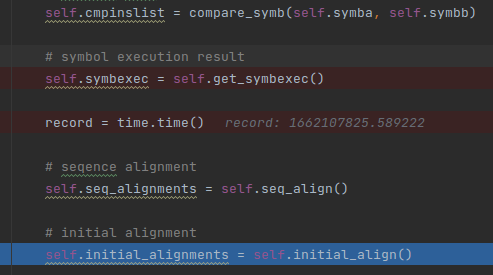 self.cmpinslist = compare_symb(self.symba, self.symbb)
# symbol execution result
self.symbexec = self.get_symbexec()
record = time.time() record: 1662107825.589222
# seqence alignment
self.seq_alignments = self.seq_align()
# initial alignment
self.initial_alignments = self.initial_align()